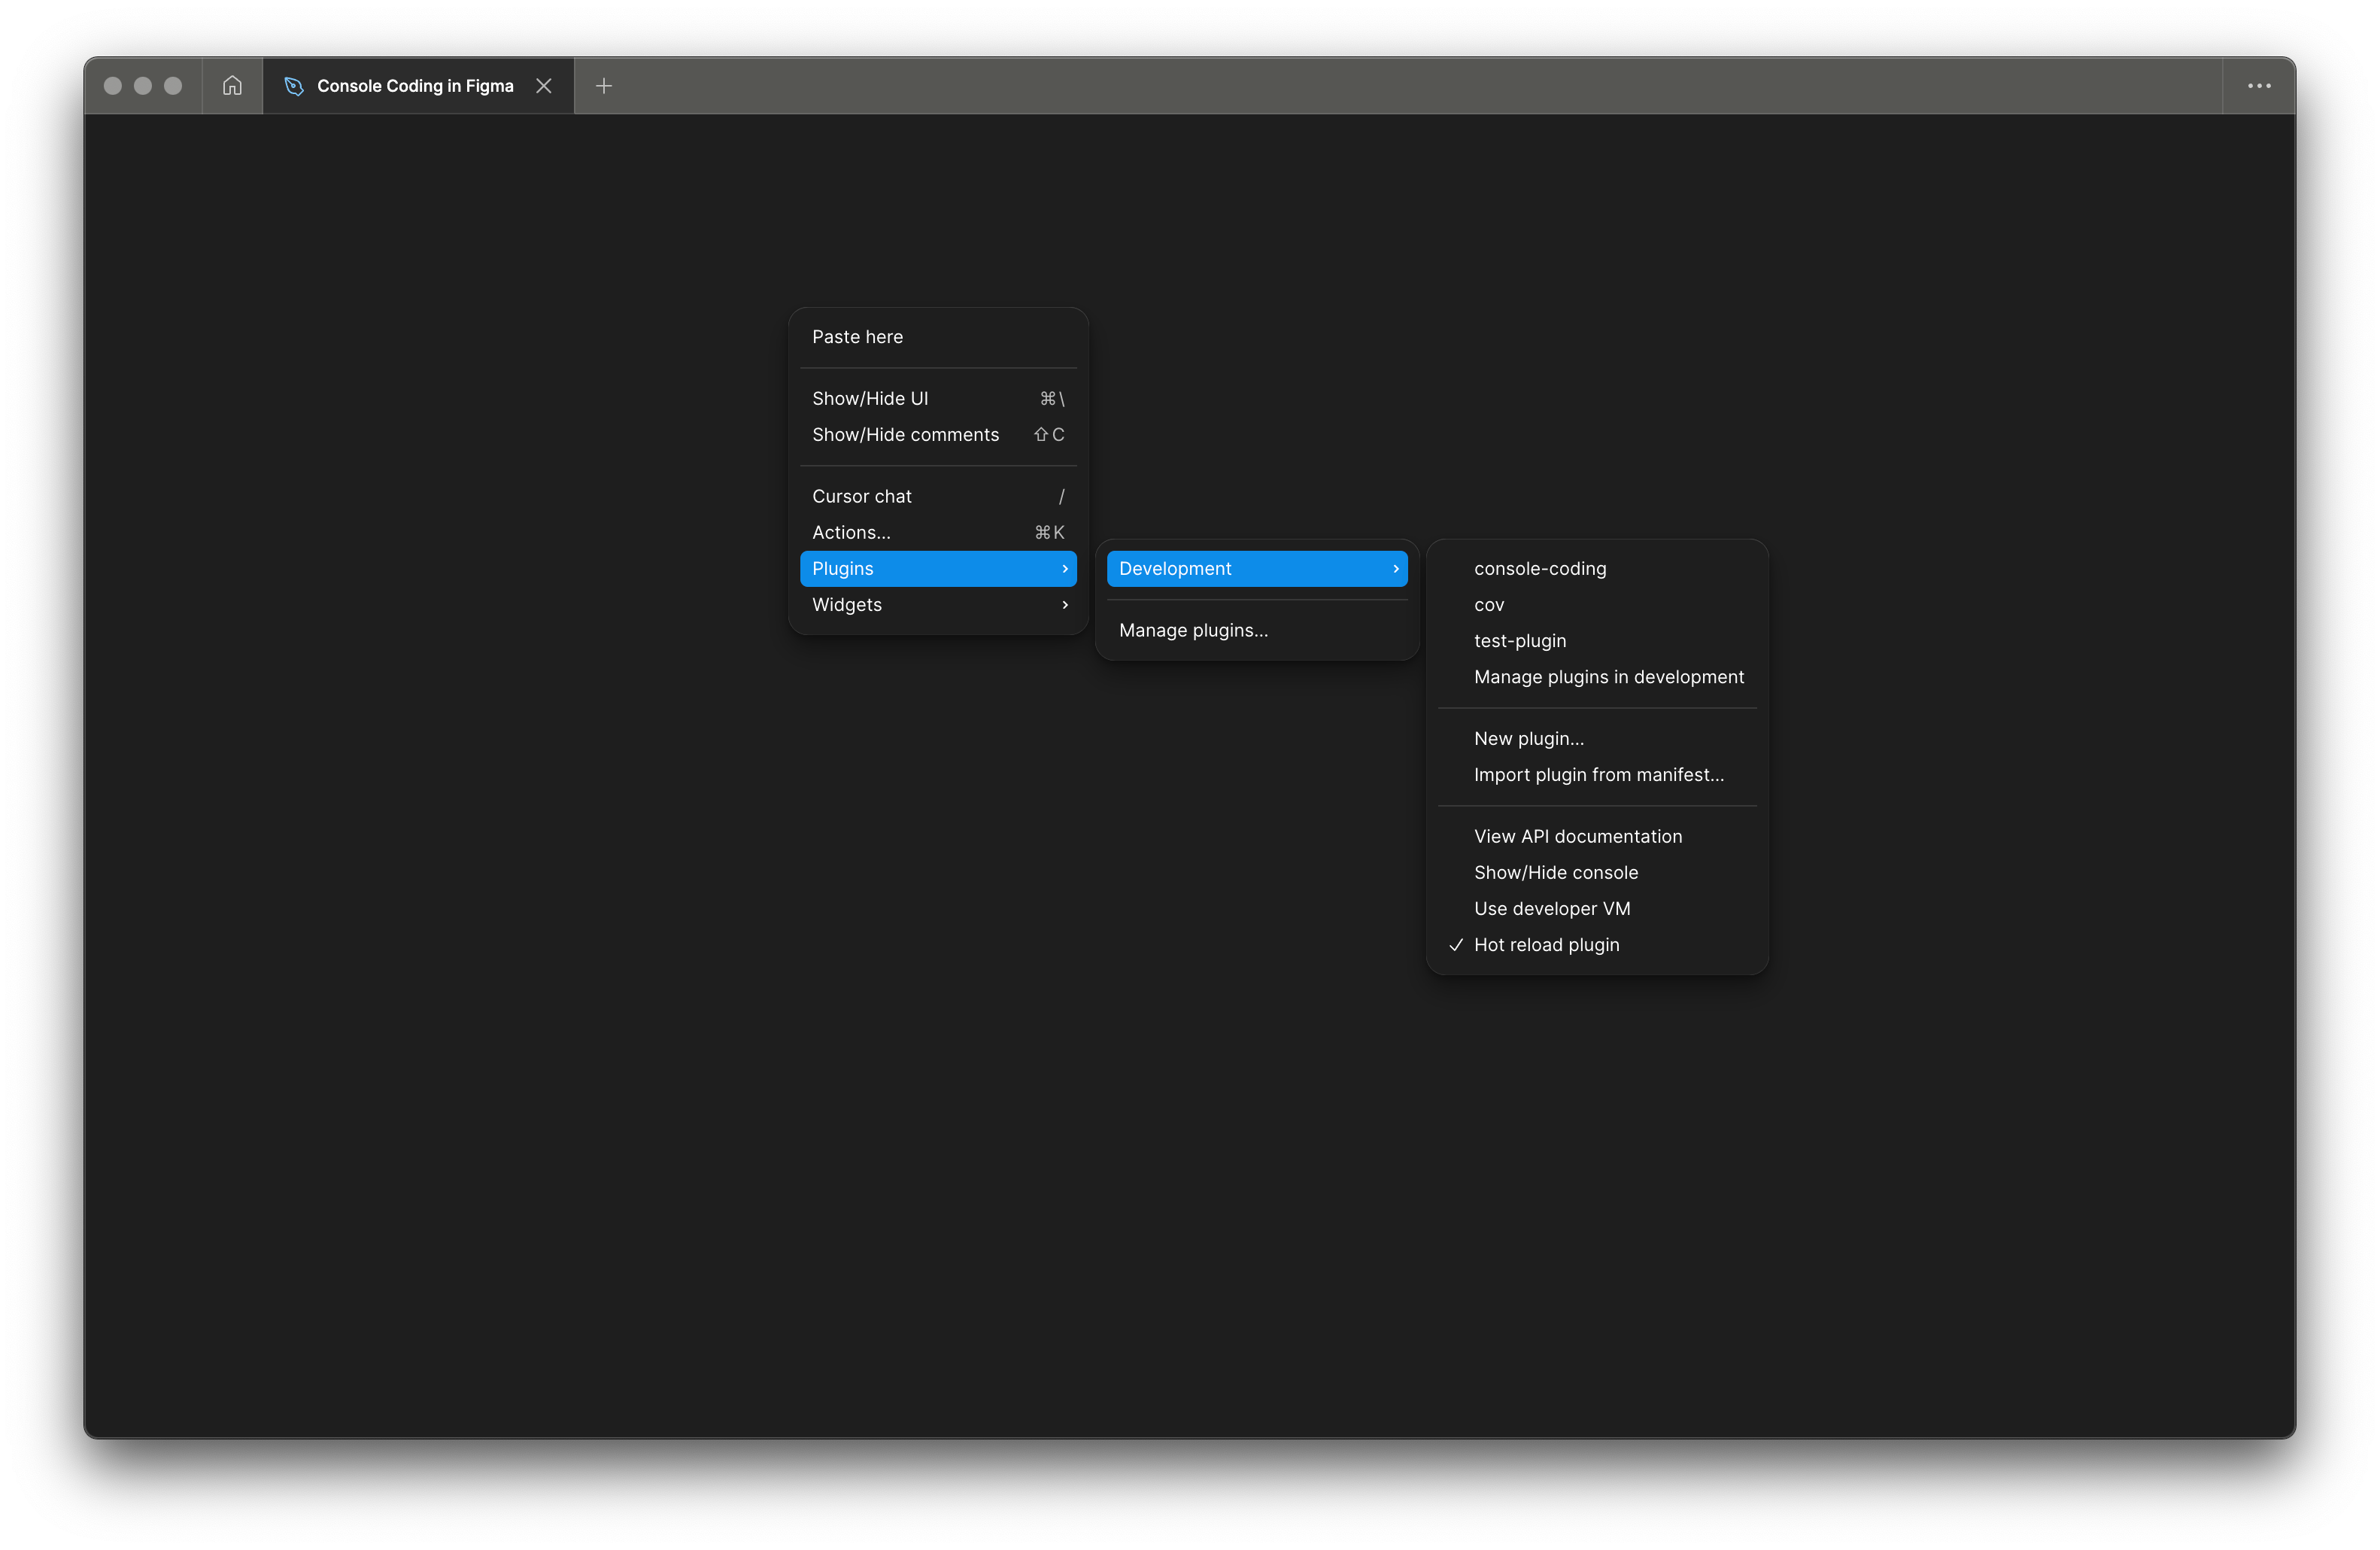 Console Coding in Figma
Paste here
Show/Hide UI ⌘\
Show/Hide comments ⇧C
Cursor chat /
Actions... ⌘K
Plugins
Widgets
Development
Manage plugins...
console-coding
cov
test-plugin
Manage plugins in development
New plugin...
Import plugin from manifest...
View API documentation
Show/Hide console
Use developer VM
Hot reload plugin